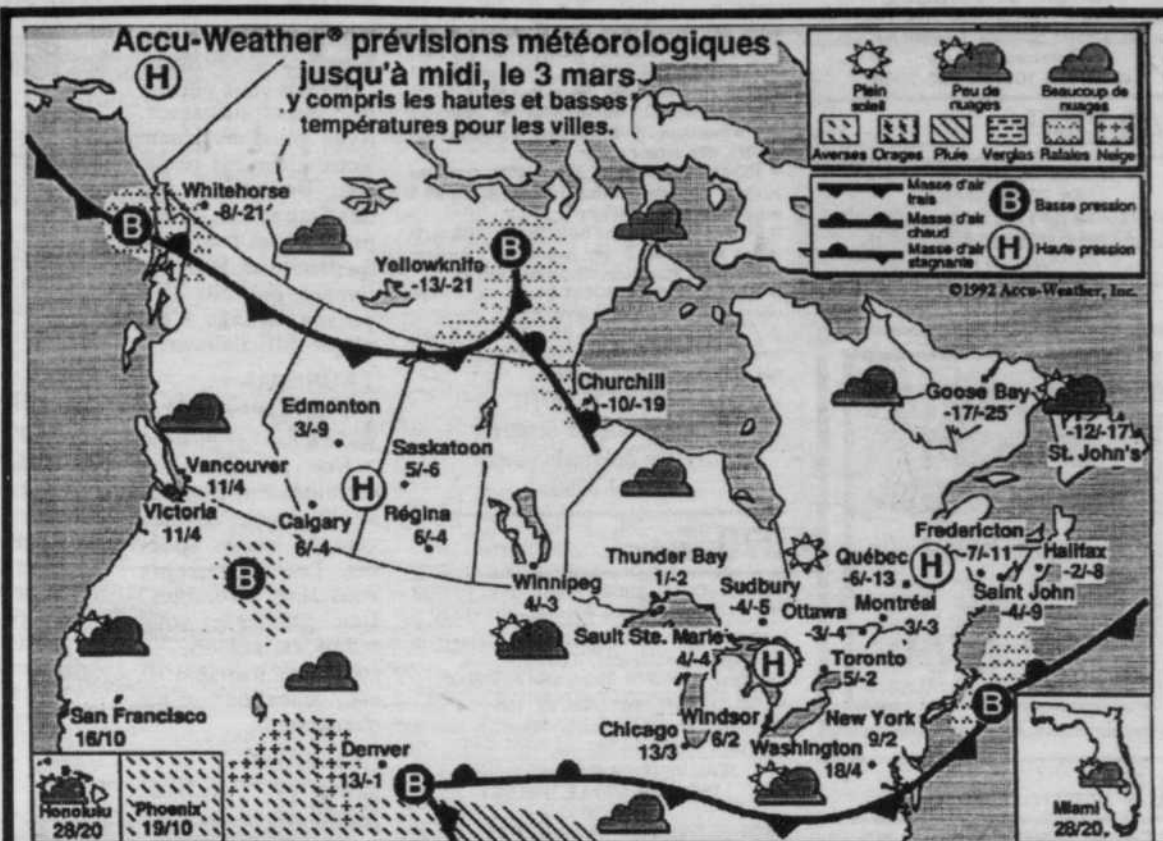 Accu-Weather® prévisions météorologiques
jusqu'à midi, le 3 mars
y compris les hautes et basses
températures pour les villes.
H
Plein soleil
Peu de nuages
Beaucoup de nuages
Averses Orages Pluie Verglas Rafales Neige
Masse d'air frais
B Basse pression
Masse d'air chaud
Masse d'air stagnante
H Haute pression
©1992 Accu-Weather, Inc.
Whitehorse
-8/-21
B
B
Yellowknife
-13/-21
Churchill
-10/-19
Goose Bay
-17/-25
-12/-17
St. John's
Edmonton
3/-9
Saskatoon
5/-6
Vancouver
11/4
H
Victoria
11/4
Calgary
6/-4
Régina
6/-4
Winnipeg
4/-3
Thunder Bay
1/-2
Sudbury
-4/-5
Québec
-6/-13
H
Fredericton
-7/-11
Halifax
-2/-8
Saint John
-4/-9
Ottawa
-3/-4
Montréal
-3/-3
B
Sault Ste. Marie
4/-4
H
Toronto
5/-2
B
San Francisco
16/10
Chicago
13/3
Windsor
6/2
New York
9/2
Washington
18/4
Denver
13/-1
B
Honolulu
28/20
Phoenix
19/10
Miami
28/20